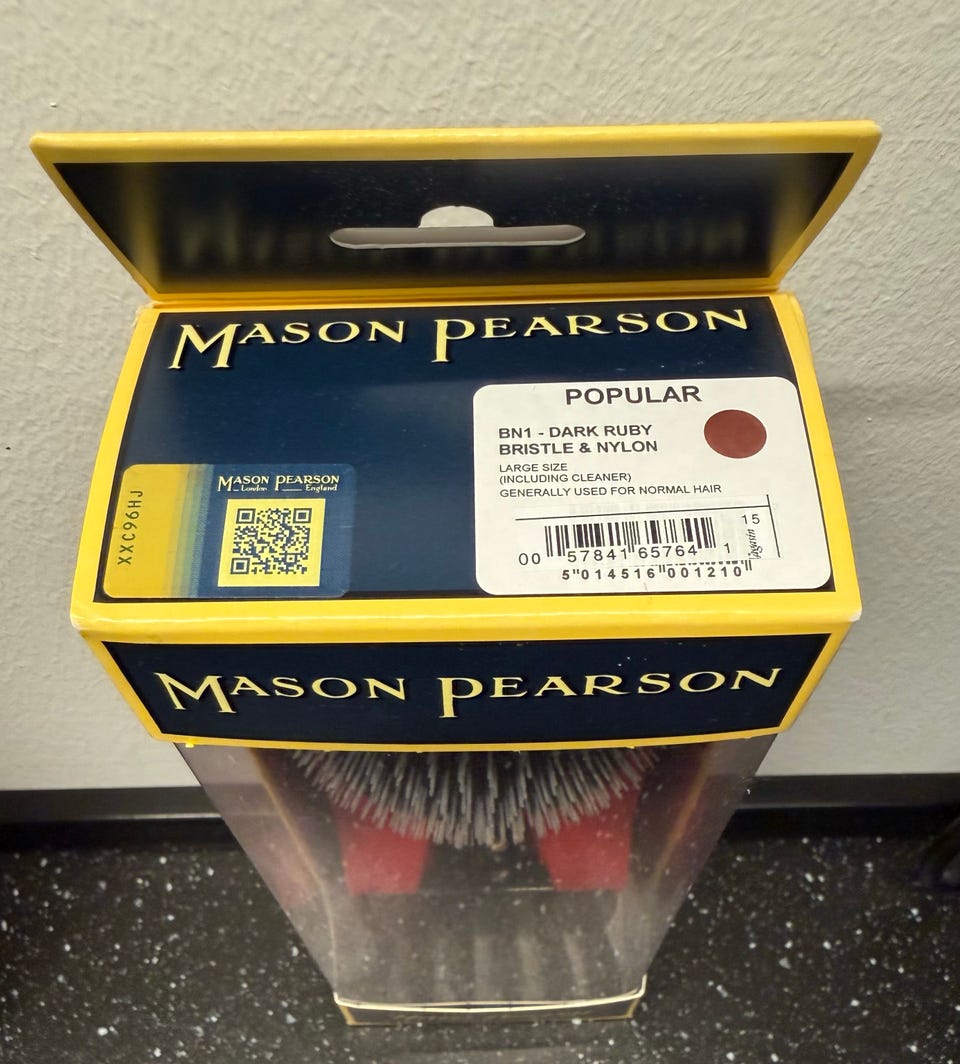 MASON PEARSON
POPULAR
BN1 - DARK RUBY
BRISTLE & NYLON
LARGE SIZE
(INCLUDING CLEANER)
GENERALLY USED FOR NORMAL HAIR
15
00 57841 65764 1
5 014516 001210
XXC96HJ
MASON PEARSON
London England
MASON PEARSON